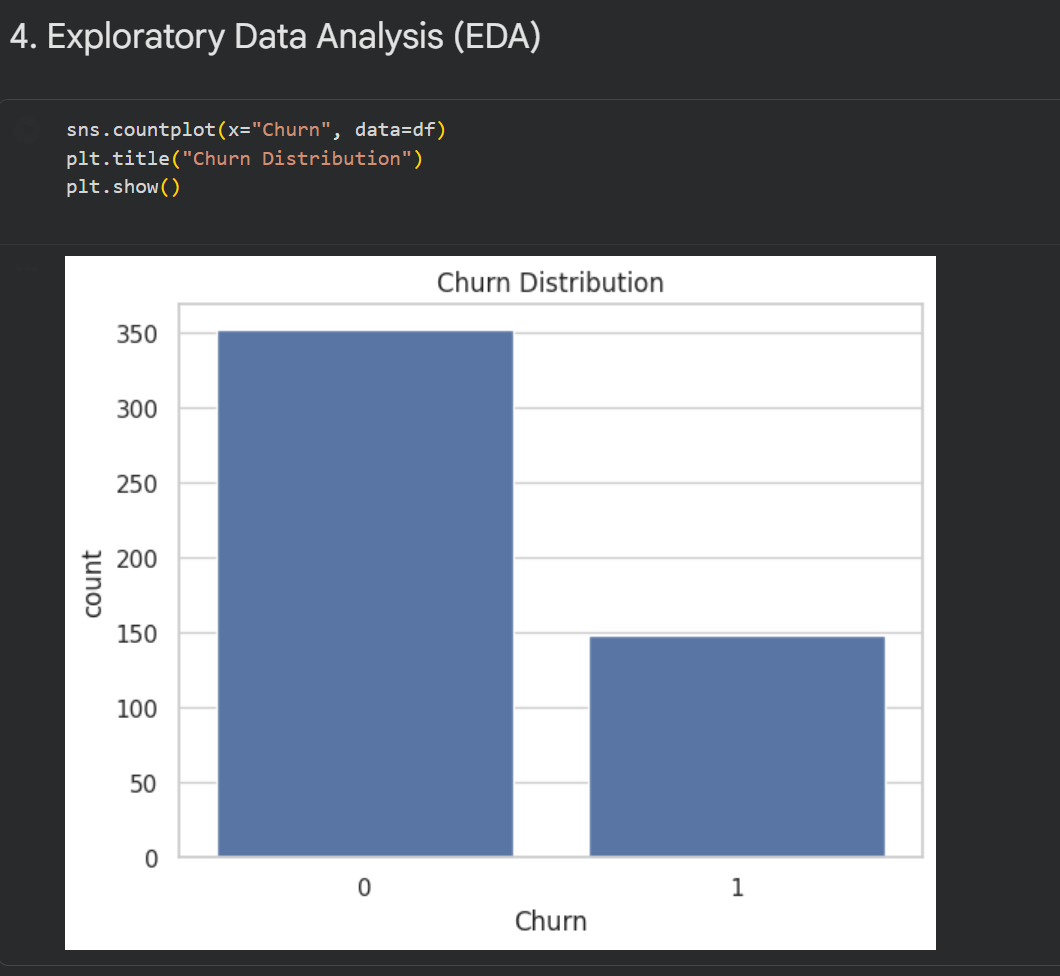 4. Exploratory Data Analysis (EDA)
sns.countplot(x="Churn", data=df)
plt.title("Churn Distribution")
plt.show()
Churn Distribution
350
300
250
200
150
100
50
0
count
0 1
Churn